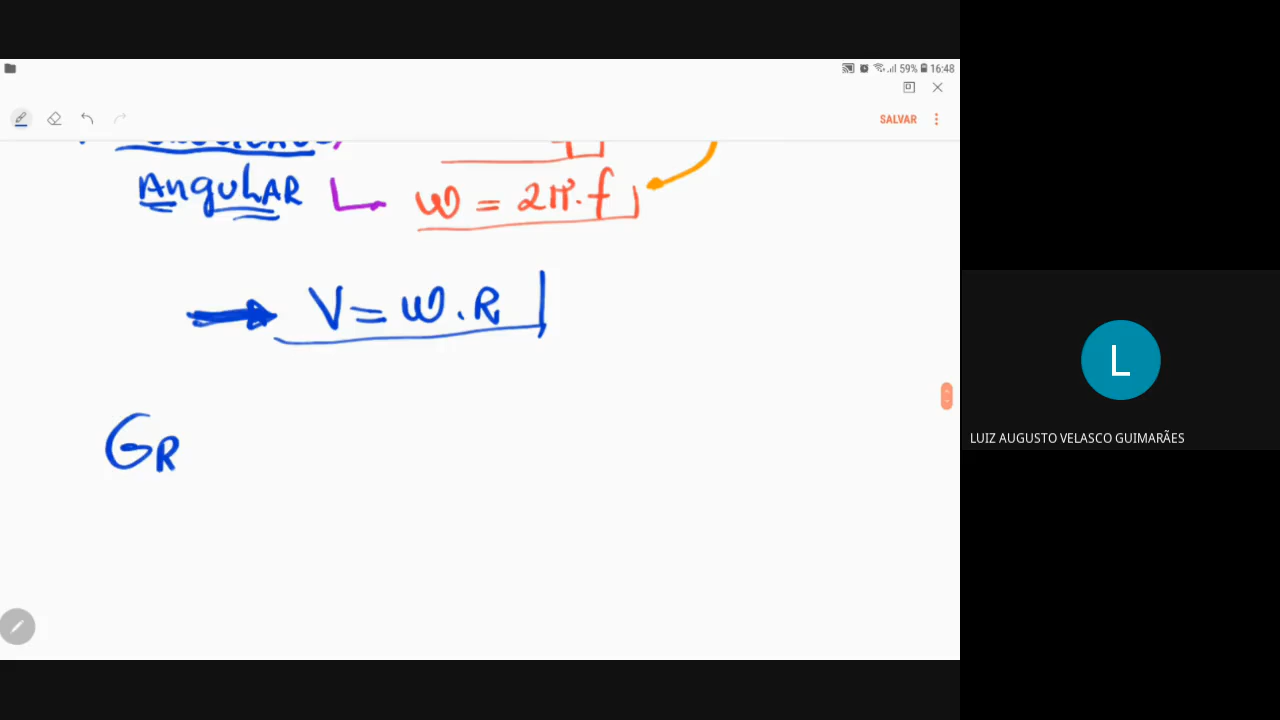 59% 16:48
SALVAR
AngulAR
ω = 2π.f
V = ω.R
GR
L
LUIZ AUGUSTO VELASCO GUIMARÃES